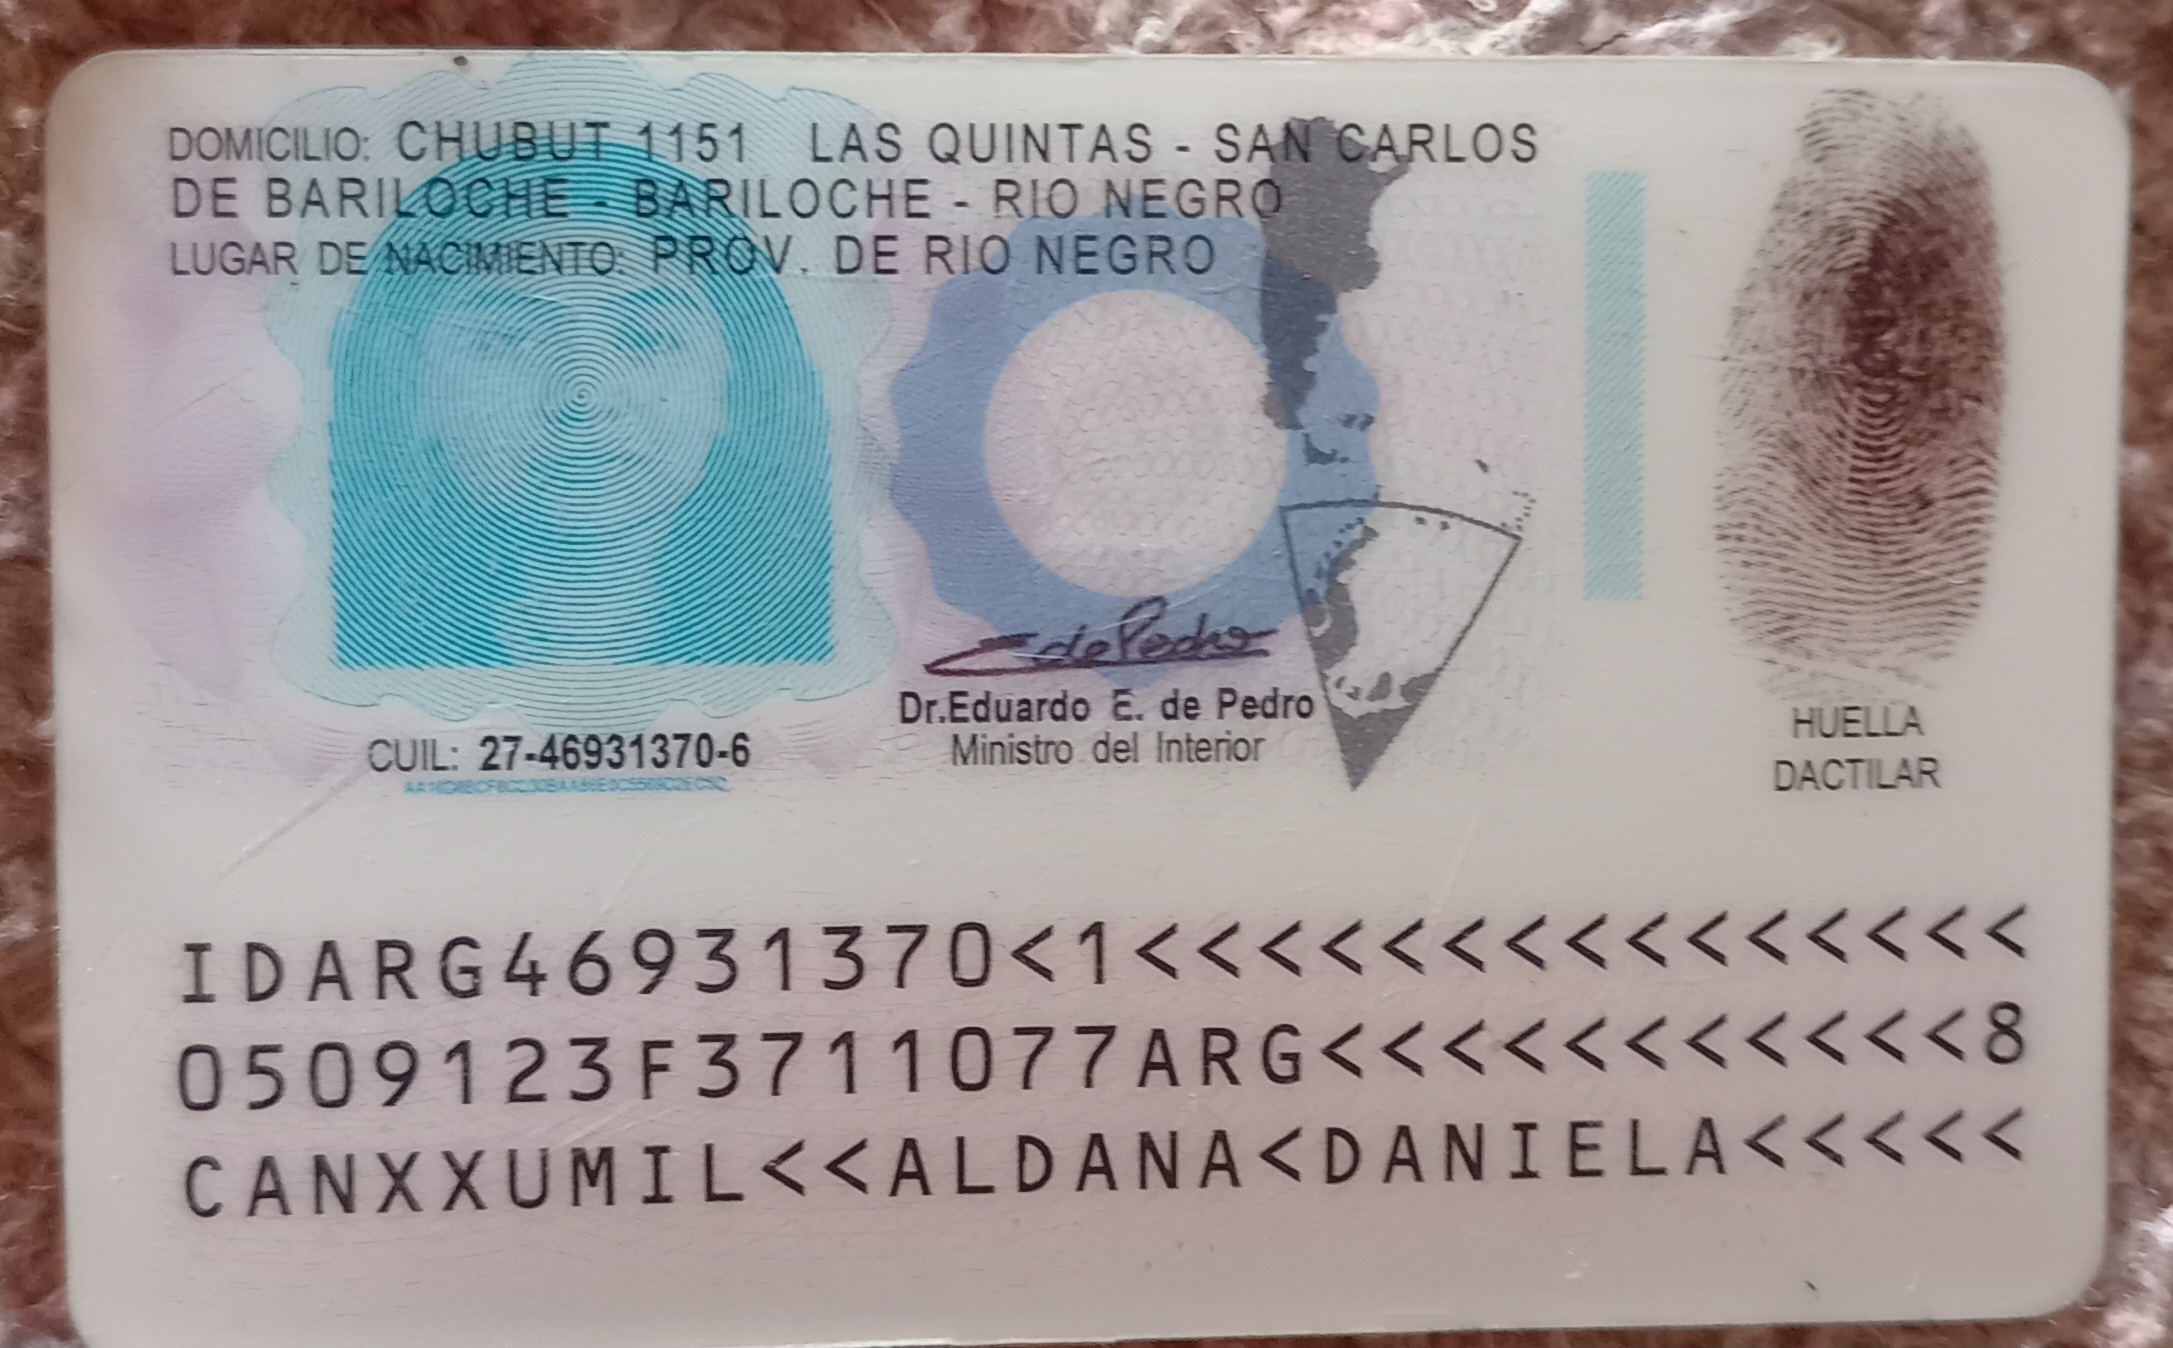 DOMICILIO: CHUBUT 1151 LAS QUINTAS - SAN CARLOS
DE BARILOCHE - BARILOCHE - RIO NEGRO
LUGAR DE NACIMIENTO: PROV. DE RIO NEGRO
E de Pedro
Dr.Eduardo E. de Pedro
Ministro del Interior
CUIL: 27-46931370-6
HUELLA
DACTILAR
IDARG46931370<1<<<<<<<<<<<<<<<
0509123F3711077ARG<<<<<<<<<<<8
CANXXUMIL<<ALDANA<DANIELA<<<<<